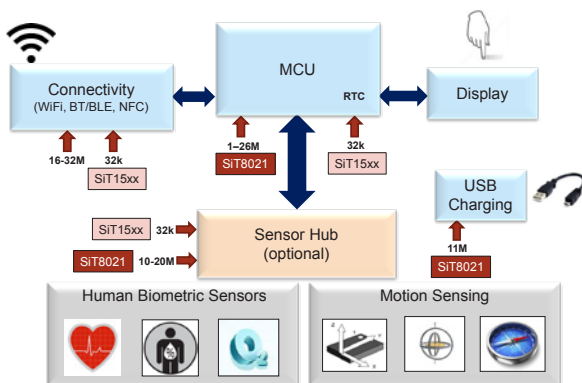 Connectivity
(WiFi, BT/BLE, NFC)
MCU
RTC
Display
16-32M
32k
SiT15xx
1–26M
SiT8021
32k
SiT15xx
USB
Charging
11M
SiT8021
SiT15xx
32k
SiT8021
10-20M
Sensor Hub
(optional)
Human Biometric Sensors
Motion Sensing
O2